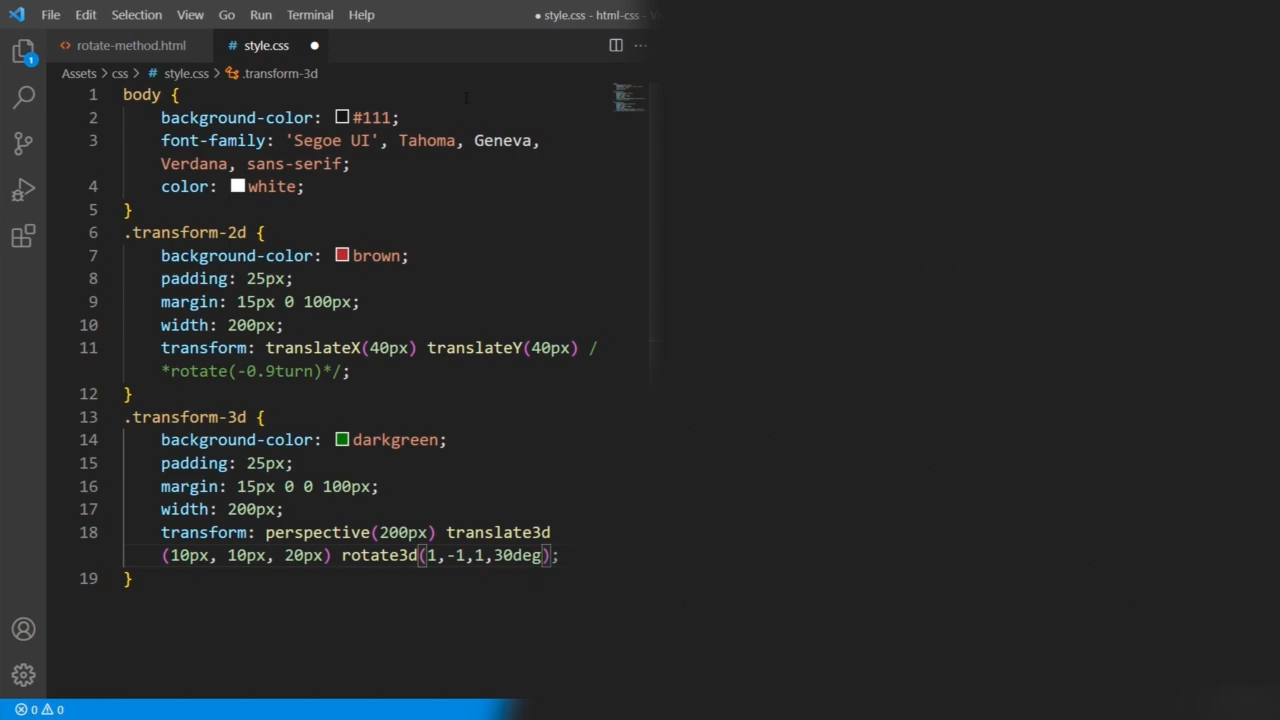 File Edit Selection View Go Run Terminal Help ● style.css - html-css -
rotate-method.html # style.css ●
Assets > css > # style.css > .transform-3d
1 body {
2 background-color: #111;
3 font-family: 'Segoe UI', Tahoma, Geneva,
Verdana, sans-serif;
4 color: white;
5 }
6 .transform-2d {
7 background-color: brown;
8 padding: 25px;
9 margin: 15px 0 100px;
10 width: 200px;
11 transform: translateX(40px) translateY(40px) /
*rotate(-0.9turn)*/;
12 }
13 .transform-3d {
14 background-color: darkgreen;
15 padding: 25px;
16 margin: 15px 0 0 100px;
17 width: 200px;
18 transform: perspective(200px) translate3d
(10px, 10px, 20px) rotate3d(1,-1,1,30deg);
19 }
1
0 0